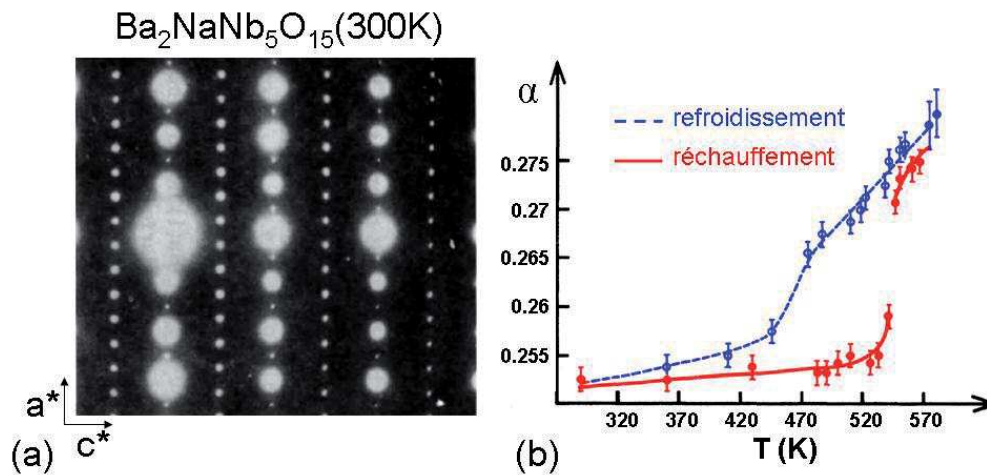 Ba₂NaNb₅O₁₅(300K)
a*
c*
(a)
α
refroidissement
réchauffement
0.275
0.27
0.265
0.26
0.255
320 370 420 470 520 570
T (K)
(b)